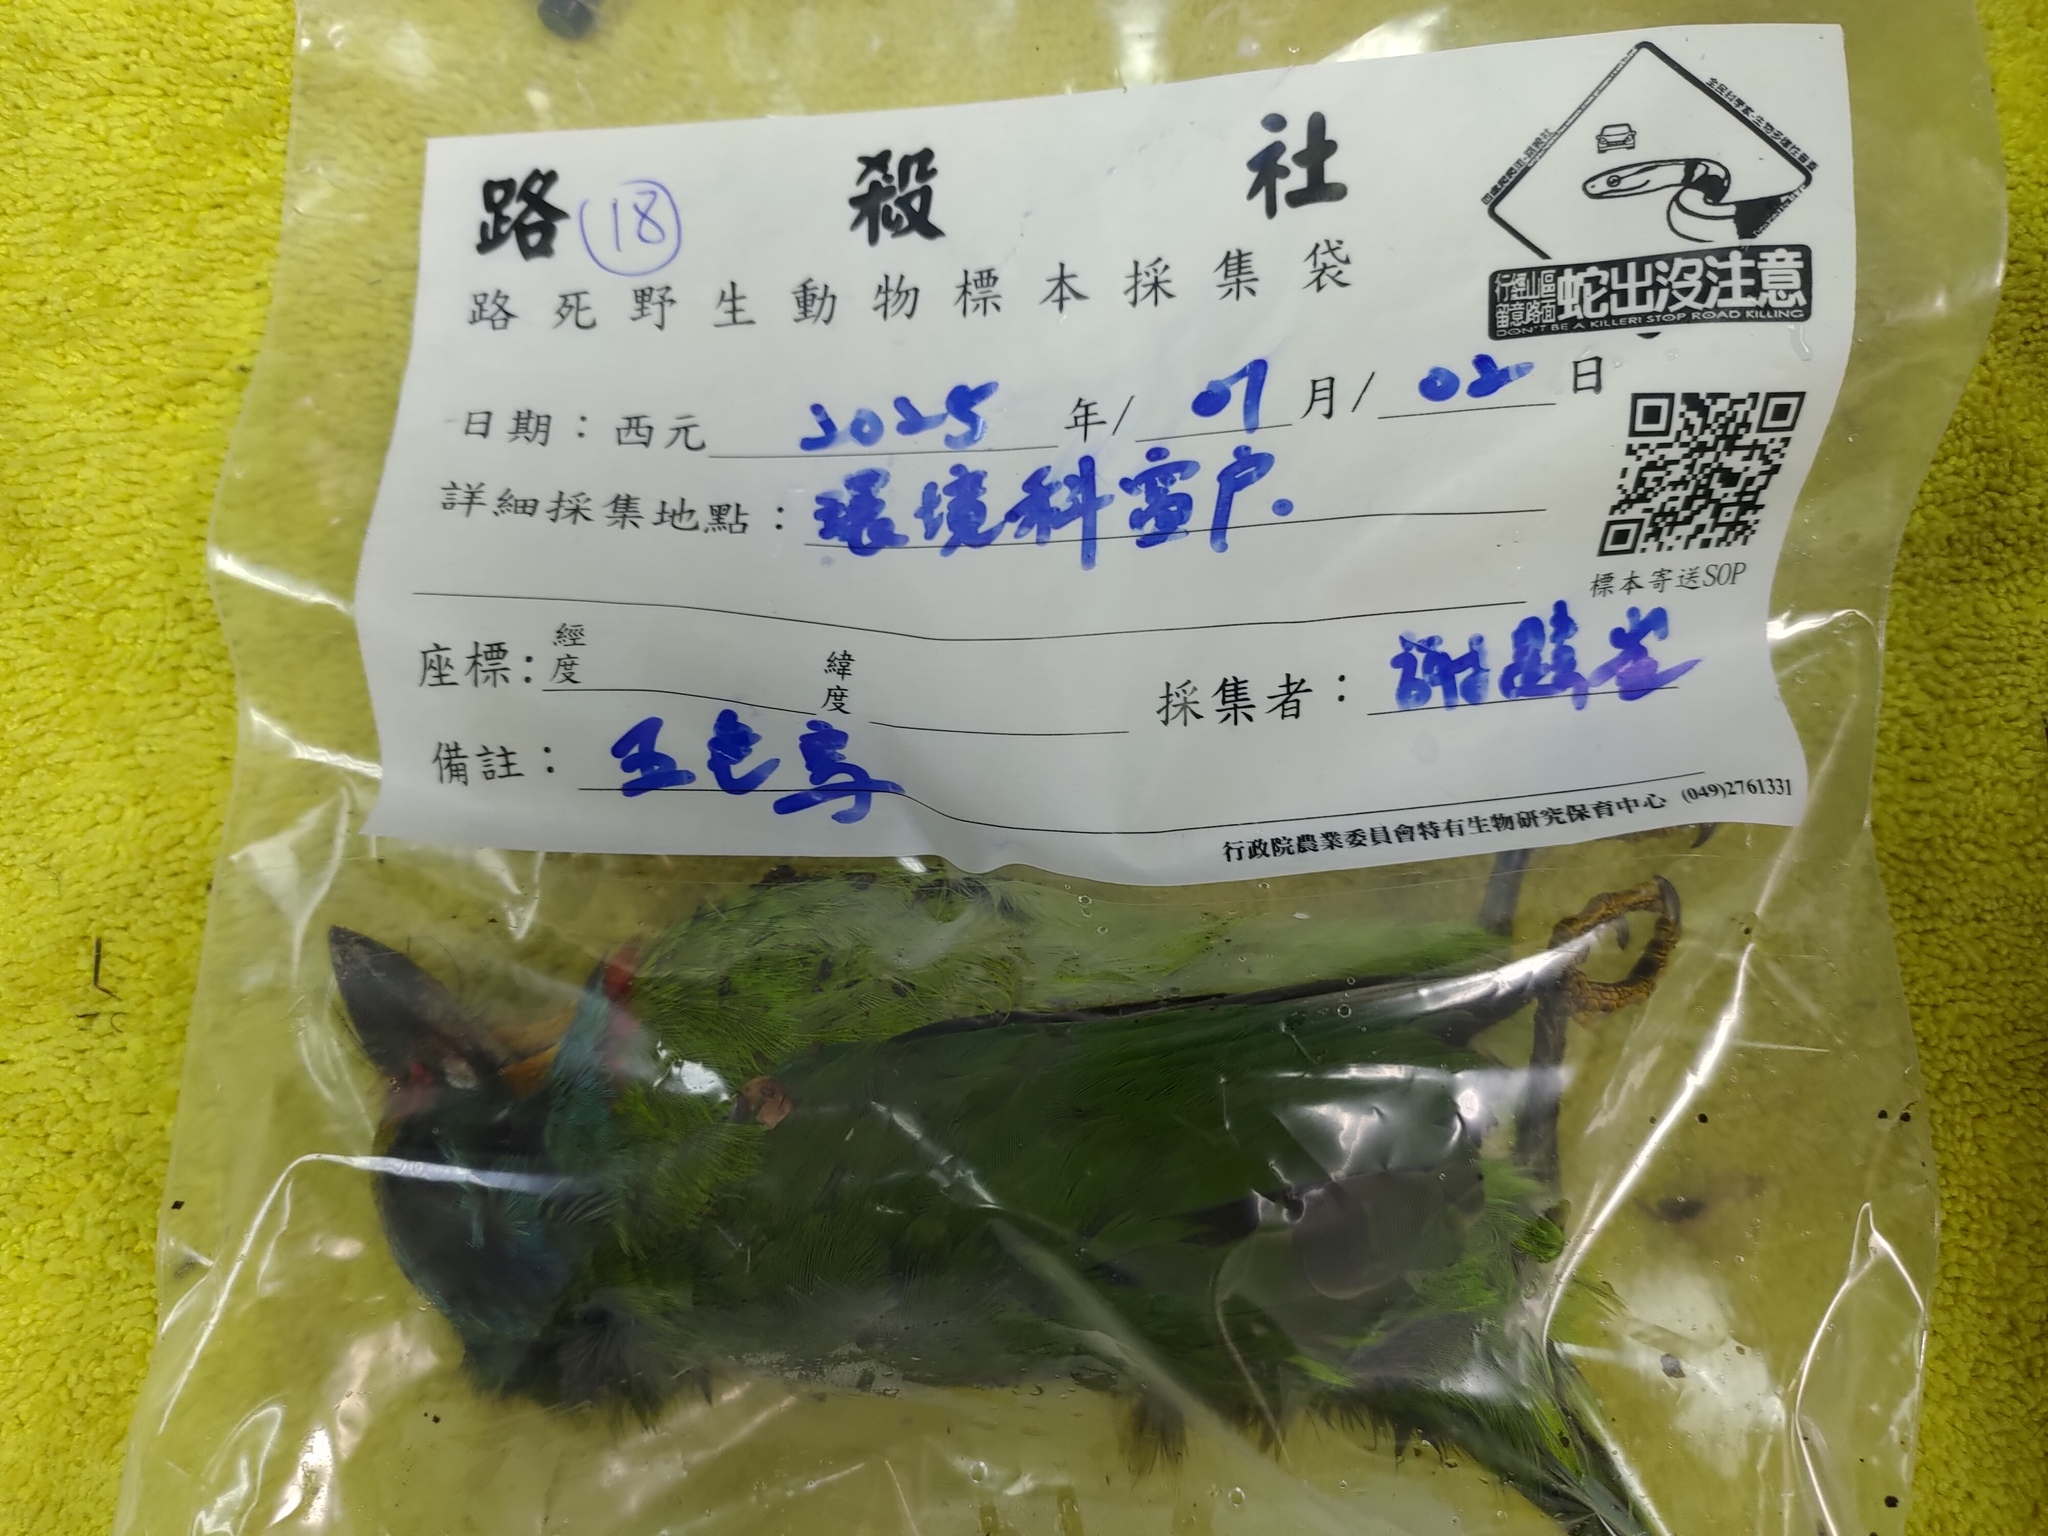 路 殺 社
18
路死野生動物標本採集袋
行經山區
留意路面
蛇出沒注意
DON'T BE A KILLER! STOP ROAD KILLING
日期：西元 2025 年/ 07 月/ 02 日
詳細採集地點：環境科窗戶.
標本寄送SOP
座標：經度 緯度 採集者：謝
備註：五色鳥
行政院農業委員會特有生物研究保育中心 (049)2761331